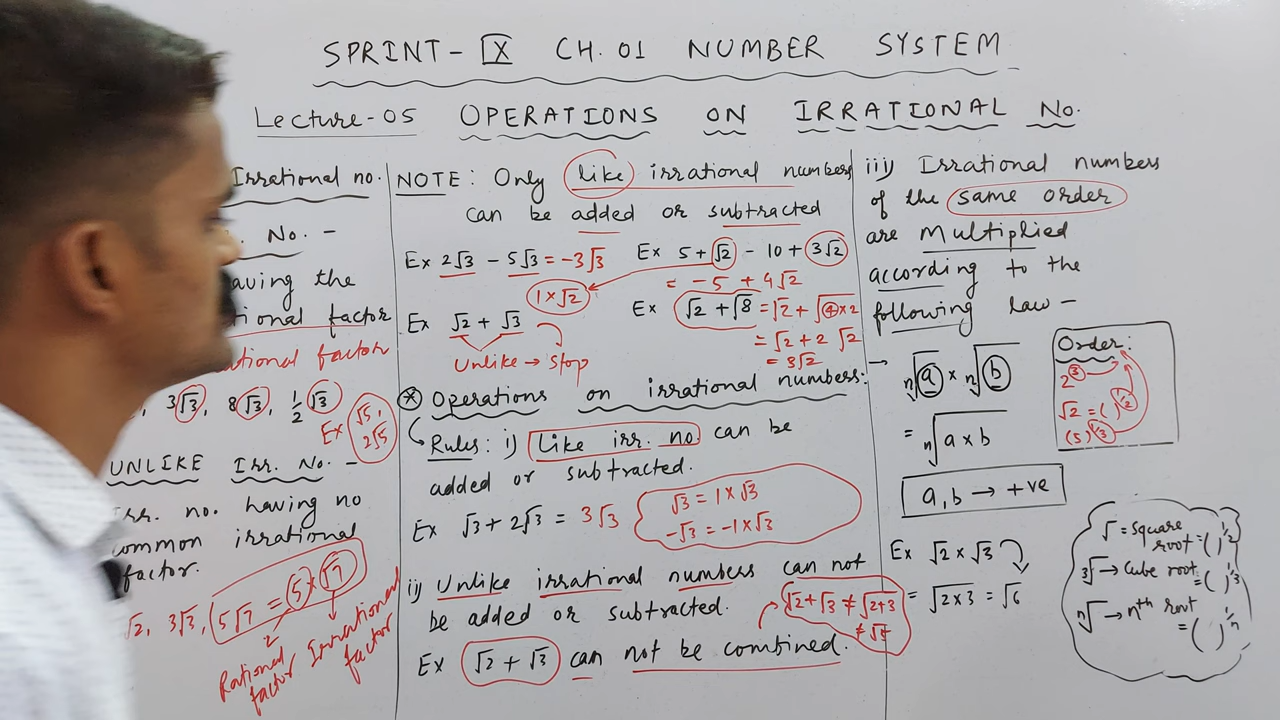 SPRINT-IX CH.01 NUMBER SYSTEM
Lecture-05 OPERATIONS ON IRRATIONAL No.
Irrational no.
No. -
aving the
tional factor
ational factor
3√3, 8√3, 1/2 √3
Ex √5, 2√5
UNLIKE Irr. No. -
Irr. no. having no
common irrational
factor.
√2, 3√3, 5√7 = 5×√7
Rational factor
Irrational factor
NOTE: Only like irrational numbers
can be added or subtracted
Ex 2√3 - 5√3 = -3√3
Ex 5+√2 - 10 + 3√2
= -5 + 4√2
1×√2
Ex √2 + √3
Unlike → Stop
Ex √2 + √8 = √2 + √4×2
= √2 + 2√2
= 3√2
* Operations on irrational numbers:
Rules: i) Like irr. no. can be
added or subtracted.
Ex √3 + 2√3 = 3√3
√3 = 1×√3
-√3 = -1×√3
ii) Unlike irrational numbers can not
be added or subtracted.
√2+√3 ≠ √2+3
Ex √2 + √3 can not be combined.
iii) Irrational numbers
of the same order
are Multiplied
according to the
following law -
→ n√a × n√b
= n√a×b
a, b → +ve
Ex √2 × √3
= √2×3 = √6
Order:
2^3
√2 = ( )^1/2
(5)^1/3
√ = Square
root = ( )^1/2
3√ → Cube root
= ( )^1/3
n√ → nth root
= ( )^1/n